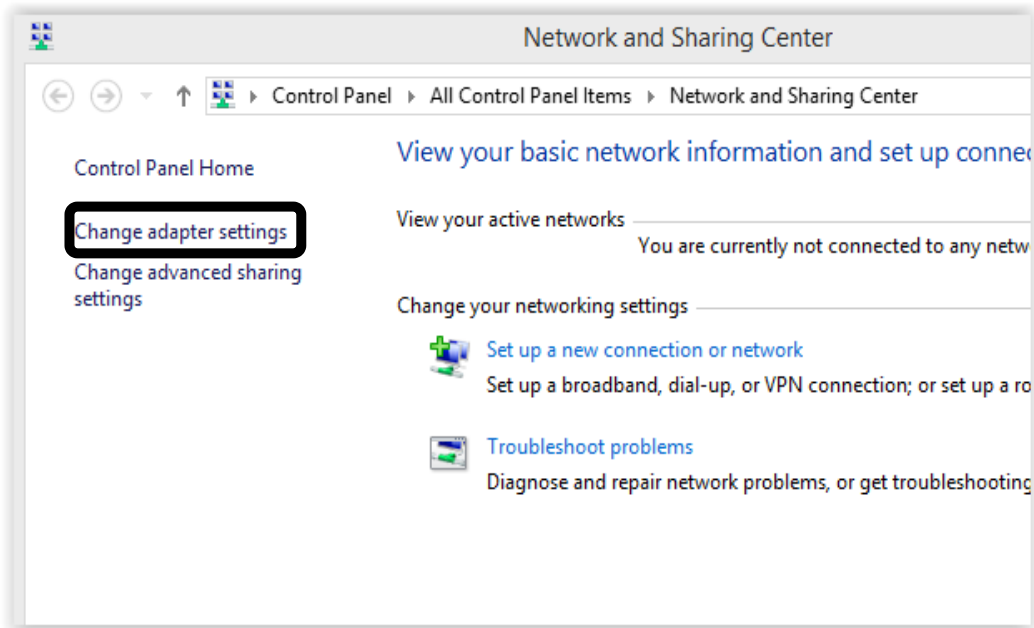 Network and Sharing Center
Control Panel All Control Panel Items Network and Sharing Center
Control Panel Home
Change adapter settings
Change advanced sharing
settings
View your basic network information and set up
View your active networks
You are currently not connected to any
Change your networking settings
Set up a new connection or network
Set up a broadband, dial-up, or VPN connection; or set up a
Troubleshoot problems
Diagnose and repair network problems, or get troubleshooting